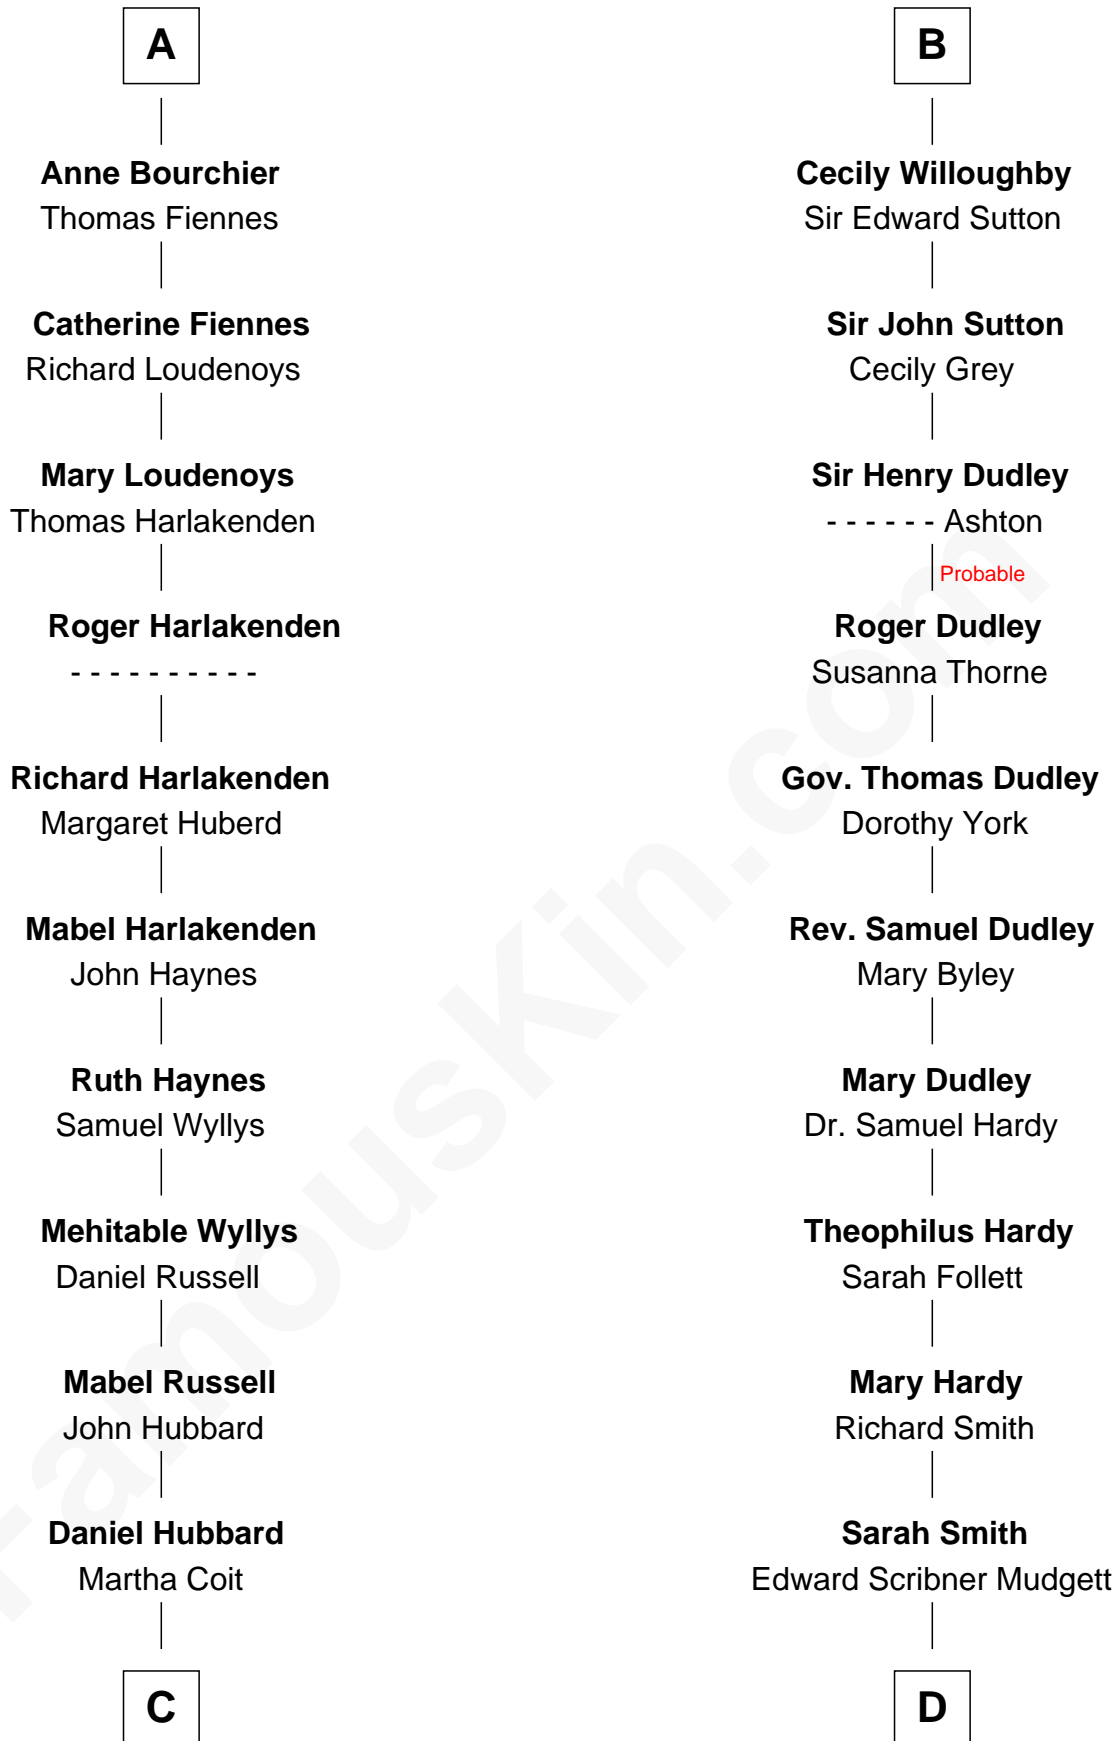 A
Anne Bourchier
Thomas Fiennes
Catherine Fiennes
Richard Loudenoys
Mary Loudenoys
Thomas Harlakenden
Roger Harlakenden
- - - - - - - - - -
Richard Harlakenden
Margaret Huberd
Mabel Harlakenden
John Haynes
Ruth Haynes
Samuel Wyllys
Mehitable Wyllys
Daniel Russell
Mabel Russell
John Hubbard
Daniel Hubbard
Martha Coit
C
B
Cecily Willoughby
Sir Edward Sutton
Sir John Sutton
Cecily Grey
Sir Henry Dudley
- - - - - - Ashton
Probable
Roger Dudley
Susanna Thorne
Gov. Thomas Dudley
Dorothy York
Rev. Samuel Dudley
Mary Byley
Mary Dudley
Dr. Samuel Hardy
Theophilus Hardy
Sarah Follett
Mary Hardy
Richard Smith
Sarah Smith
Edward Scribner Mudgett
D
FamousKin.com